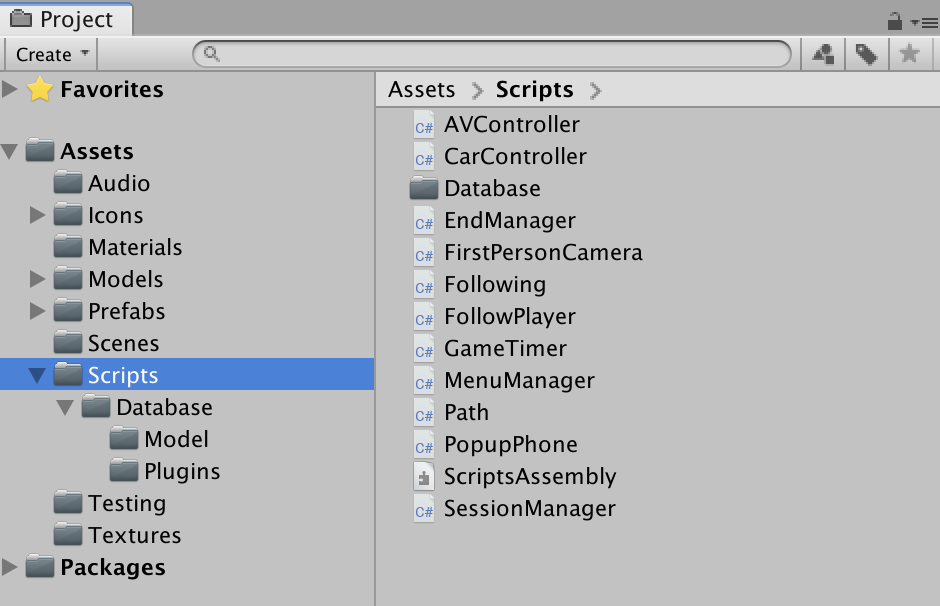 Project
Create
Favorites
Assets
Audio
Icons
Materials
Models
Prefabs
Scenes
Scripts
Database
Model
Plugins
Testing
Textures
Packages
Assets Scripts
C# AVController
C# CarController
Database
C# EndManager
C# FirstPersonCamera
C# Following
C# FollowPlayer
C# GameTimer
C# MenuManager
C# Path
C# PopupPhone
ScriptsAssembly
C# SessionManager